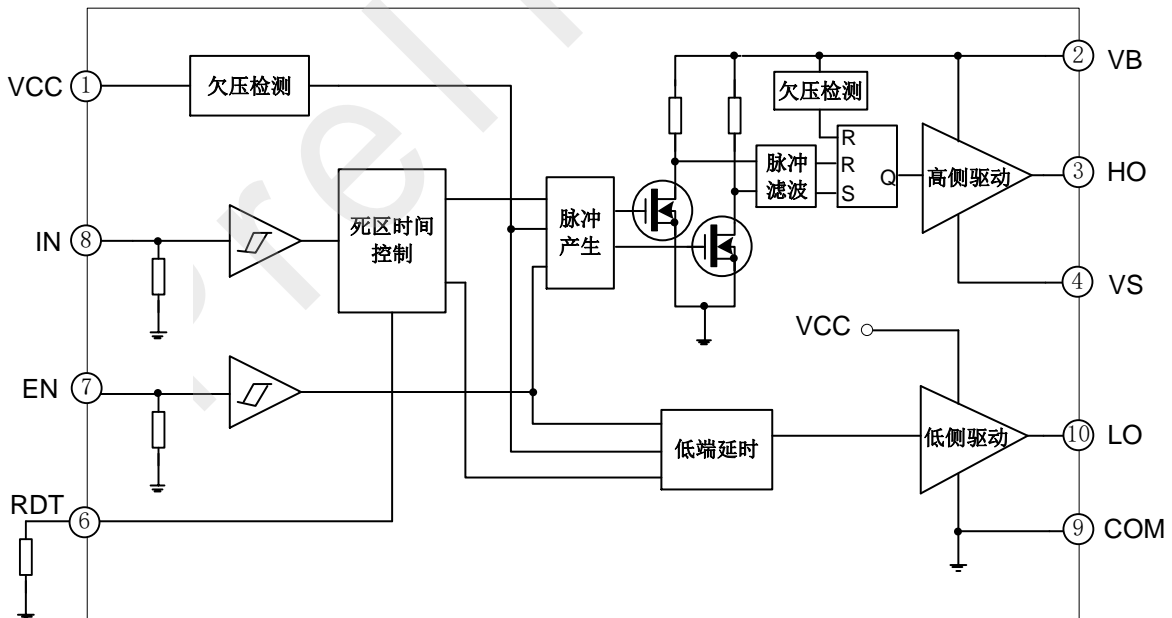 VCC
1
欠压检测
2
VB
欠压检测
R
R
S
Q
脉冲
滤波
高侧驱动
3
HO
IN
8
死区时间
控制
脉冲
产生
4
VS
VCC
EN
7
低端延时
低侧驱动
10
LO
RDT
6
9
COM